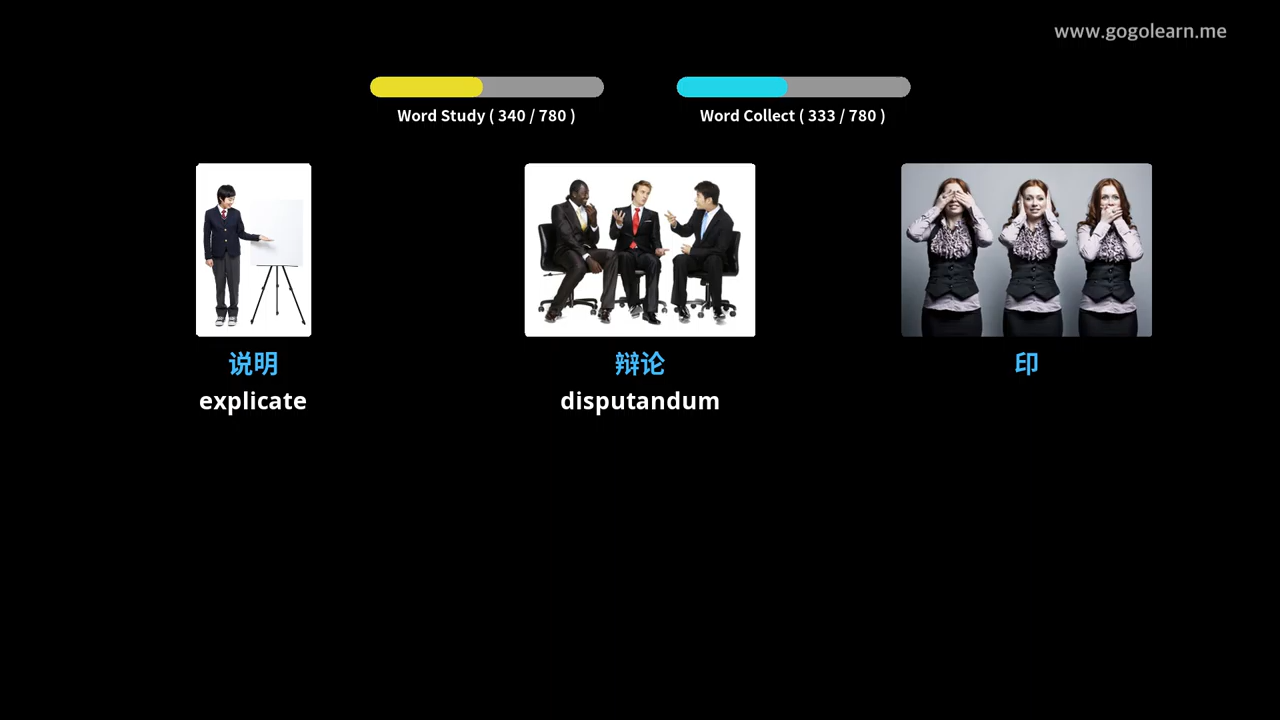 www.gogolearn.me
Word Study ( 340 / 780 )
Word Collect ( 333 / 780 )
说明
explicate
辩论
disputandum
印